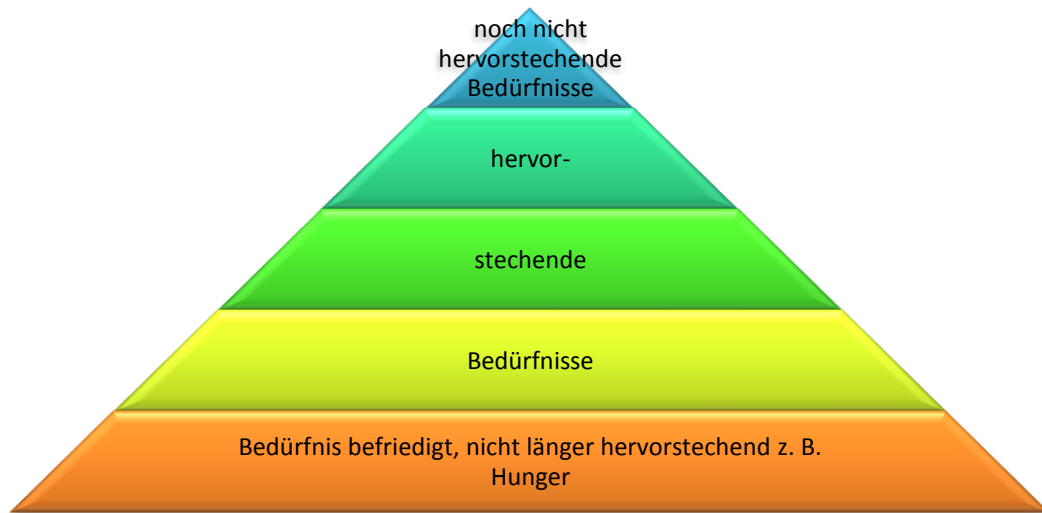 noch nicht
hervorstechende
Bedürfnisse
hervor-
stechende
Bedürfnisse
Bedürfnis befriedigt, nicht länger hervorstechend z. B.
Hunger